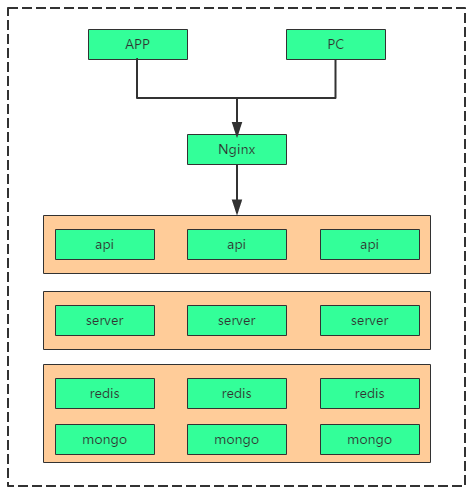 APP PC
Nginx
api api api
server server server
redis redis redis
mongo mongo mongo